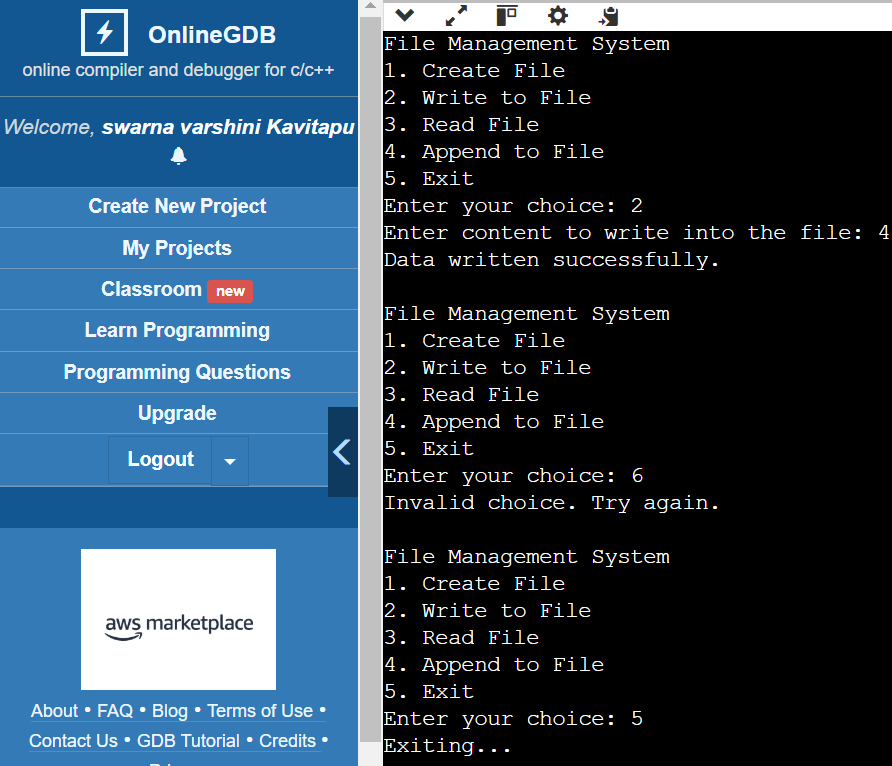 OnlineGDB
online compiler and debugger for c/c++
Welcome, swarna varshini Kavitapu
Create New Project
My Projects
Classroom new
Learn Programming
Programming Questions
Upgrade
Logout
aws marketplace
About • FAQ • Blog • Terms of Use •
Contact Us • GDB Tutorial • Credits •
File Management System
1. Create File
2. Write to File
3. Read File
4. Append to File
5. Exit
Enter your choice: 2
Enter content to write into the file: 4
Data written successfully.
File Management System
1. Create File
2. Write to File
3. Read File
4. Append to File
5. Exit
Enter your choice: 6
Invalid choice. Try again.
File Management System
1. Create File
2. Write to File
3. Read File
4. Append to File
5. Exit
Enter your choice: 5
Exiting...